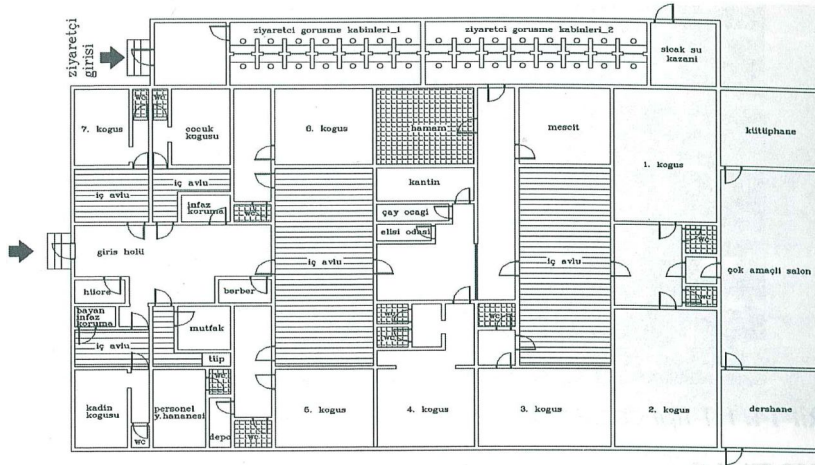 ziyaretçi
girisi
ziyaretci gorusme kabinleri_1
ziyaretci gorusme kabinleri_2
sicak su
kazani
7. kogus
WC
WC
cocuk
kogusu
6. kogus
hamam
mescit
1. kogus
kütüphane
iç avlu
iç avlu
infaz
koruma
WC
kantin
çay ocagi
elisi odasi
giris holü
iç avlu
iç avlu
WC
WC
çok amaçli salon
hücre
berber
bayan
infaz
koruma
mutfak
WC
WC
WC
iç avlu
tüp
WC
kadin
kogusu
WC
personel
y.hananesi
depo
WC
5. kogus
4. kogus
3. kogus
2. kogus
dershane